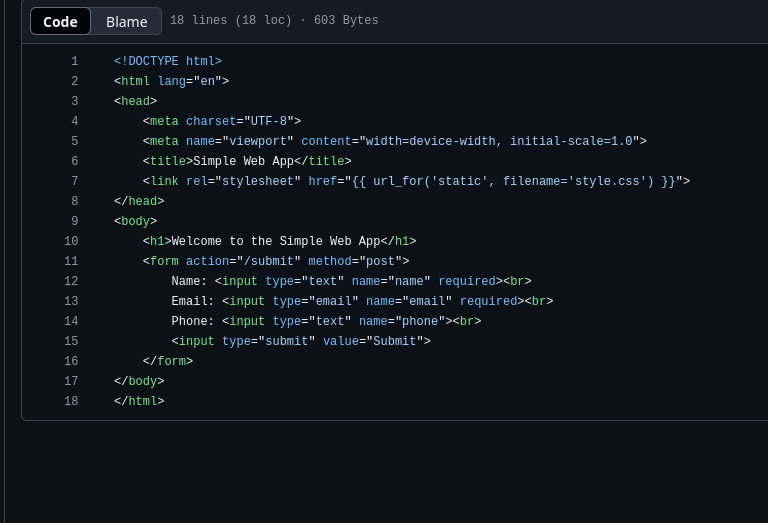 Code Blame 18 lines (18 loc) · 603 Bytes
1 <!DOCTYPE html>
2 <html lang="en">
3 <head>
4     <meta charset="UTF-8">
5     <meta name="viewport" content="width=device-width, initial-scale=1.0">
6     <title>Simple Web App</title>
7     <link rel="stylesheet" href="{{ url_for('static', filename='style.css') }}">
8 </head>
9 <body>
10     <h1>Welcome to the Simple Web App</h1>
11     <form action="/submit" method="post">
12         Name: <input type="text" name="name" required><br>
13         Email: <input type="email" name="email" required><br>
14         Phone: <input type="text" name="phone"><br>
15         <input type="submit" value="Submit">
16     </form>
17 </body>
18 </html>